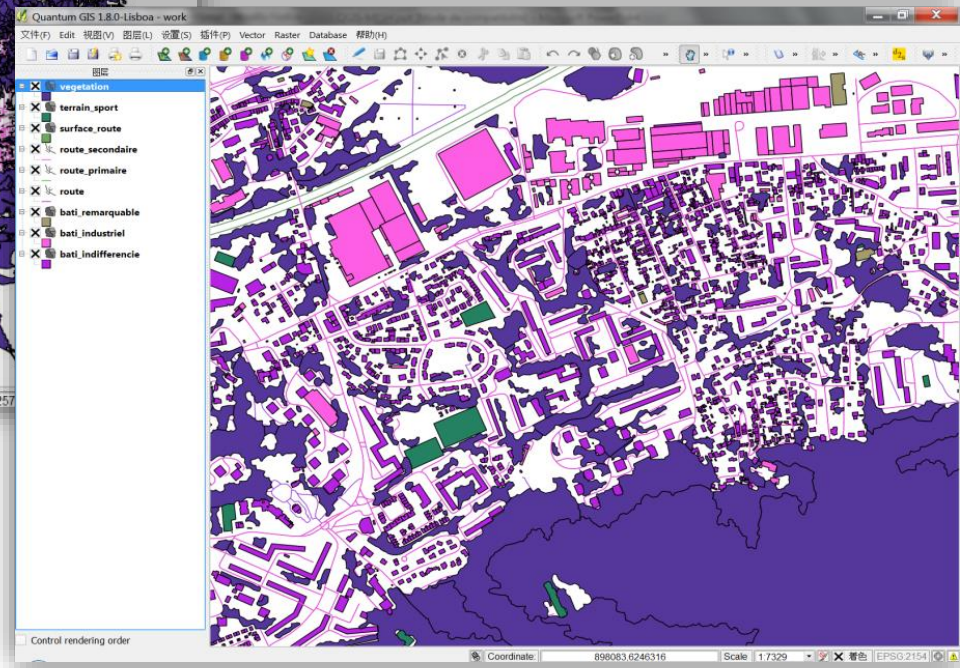 Quantum GIS 1.8.0-Lisboa - work
文件(F) Edit 视图(V) 图层(L) 设置(S) 插件(P) Vector Raster Database 帮助(H)
图层
vegetation
terrain_sport
surface_route
route_secondaire
route_primaire
route
bati_remarquable
bati_industriel
bati_indifferencie
257
Control rendering order
Coordinate: 898083,6246316 Scale 1:7329 着色 EPSG:2154